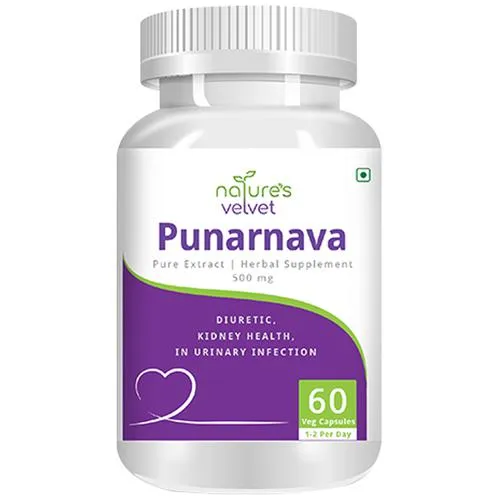 nature's
velvet
Punarnava
Pure Extract | Herbal Supplement
500 mg
DIURETIC,
KIDNEY HEALTH,
IN URINARY INFECTION
60
Veg Capsules
1-2 Per Day